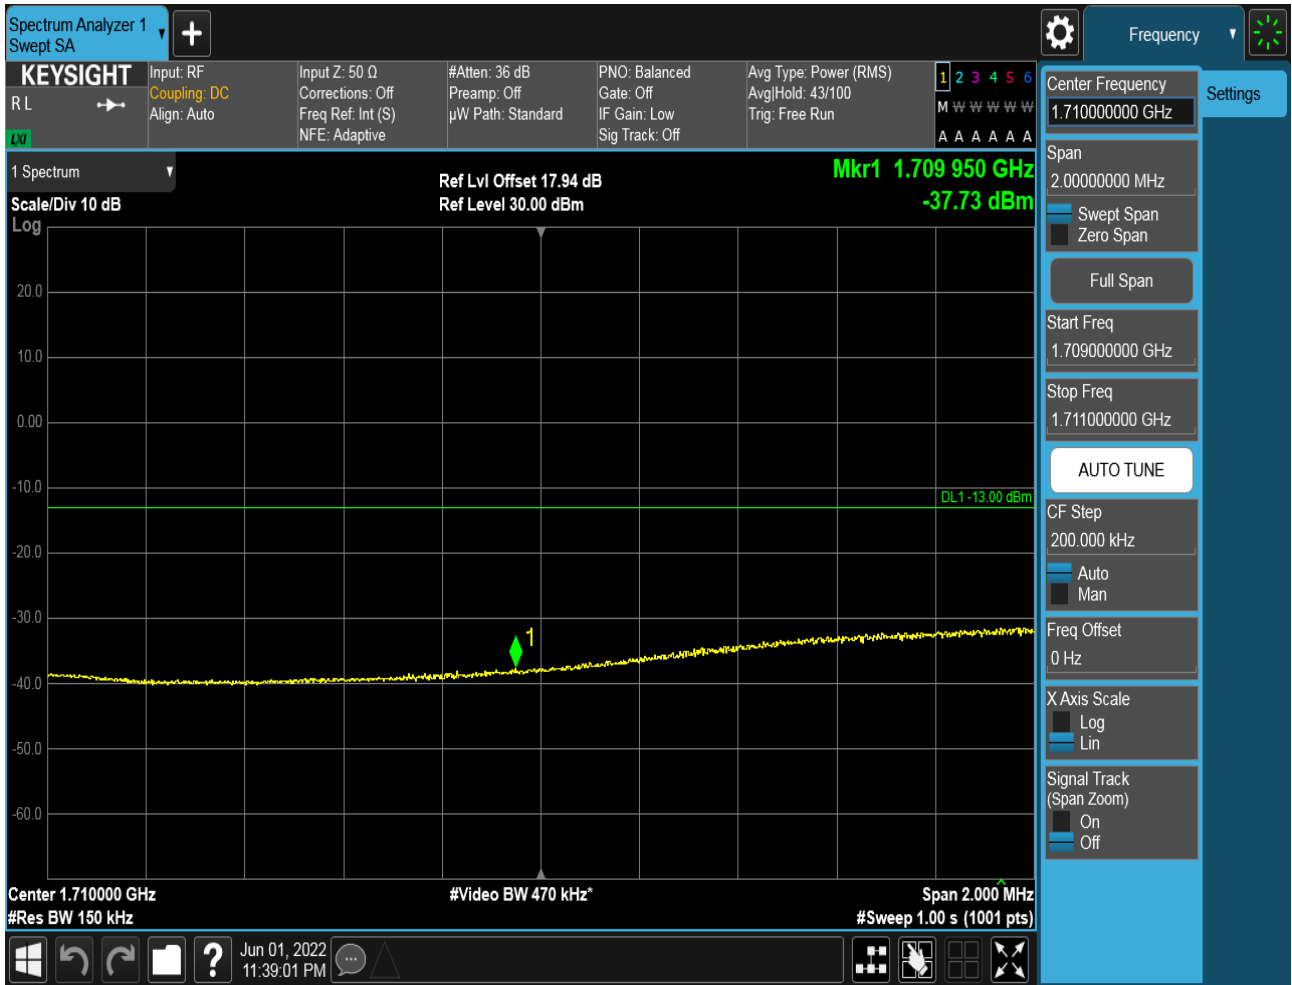 Spectrum Analyzer 1
Swept SA
Frequency
KEYSIGHT
R L
LXI
Input: RF
Coupling: DC
Align: Auto
Input Z: 50 Ω
Corrections: Off
Freq Ref: Int (S)
NFE: Adaptive
#Atten: 36 dB
Preamp: Off
µW Path: Standard
PNO: Balanced
Gate: Off
IF Gain: Low
Sig Track: Off
Avg Type: Power (RMS)
Avg|Hold: 43/100
Trig: Free Run
1 2 3 4 5 6
M W W W W W
A A A A A A
1 Spectrum
Scale/Div 10 dB
Log
Ref Lvl Offset 17.94 dB
Ref Level 30.00 dBm
Mkr1 1.709 950 GHz
-37.73 dBm
20.0
10.0
0.00
-10.0
DL1 -13.00 dBm
-20.0
-30.0
1
-40.0
-50.0
-60.0
Center 1.710000 GHz
#Res BW 150 kHz
#Video BW 470 kHz*
Span 2.000 MHz
#Sweep 1.00 s (1001 pts)
Jun 01, 2022
11:39:01 PM
Center Frequency
1.710000000 GHz
Settings
Span
2.00000000 MHz
Swept Span
Zero Span
Full Span
Start Freq
1.709000000 GHz
Stop Freq
1.711000000 GHz
AUTO TUNE
CF Step
200.000 kHz
Auto
Man
Freq Offset
0 Hz
X Axis Scale
Log
Lin
Signal Track
(Span Zoom)
On
Off